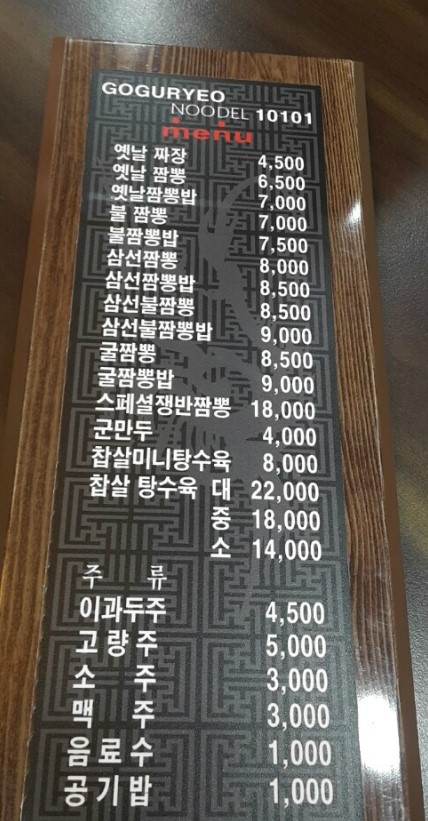 GOGURYEO
NOODEL 10101
menu
옛날 짜장 4,500
옛날 짬뽕 6,500
옛날짬뽕밥 7,000
불 짬뽕 7,000
불짬뽕밥 7,500
삼선짬뽕 8,000
삼선짬뽕밥 8,500
삼선불짬뽕 8,500
삼선불짬뽕밥 9,000
굴짬뽕 8,500
굴짬뽕밥 9,000
스페셜쟁반짬뽕 18,000
군만두 4,000
찹쌀미니탕수육 8,000
찹쌀 탕수육 대 22,000
중 18,000
소 14,000
주 류
이과두주 4,500
고량주 5,000
소 주 3,000
맥 주 3,000
음료수 1,000
공기밥 1,000